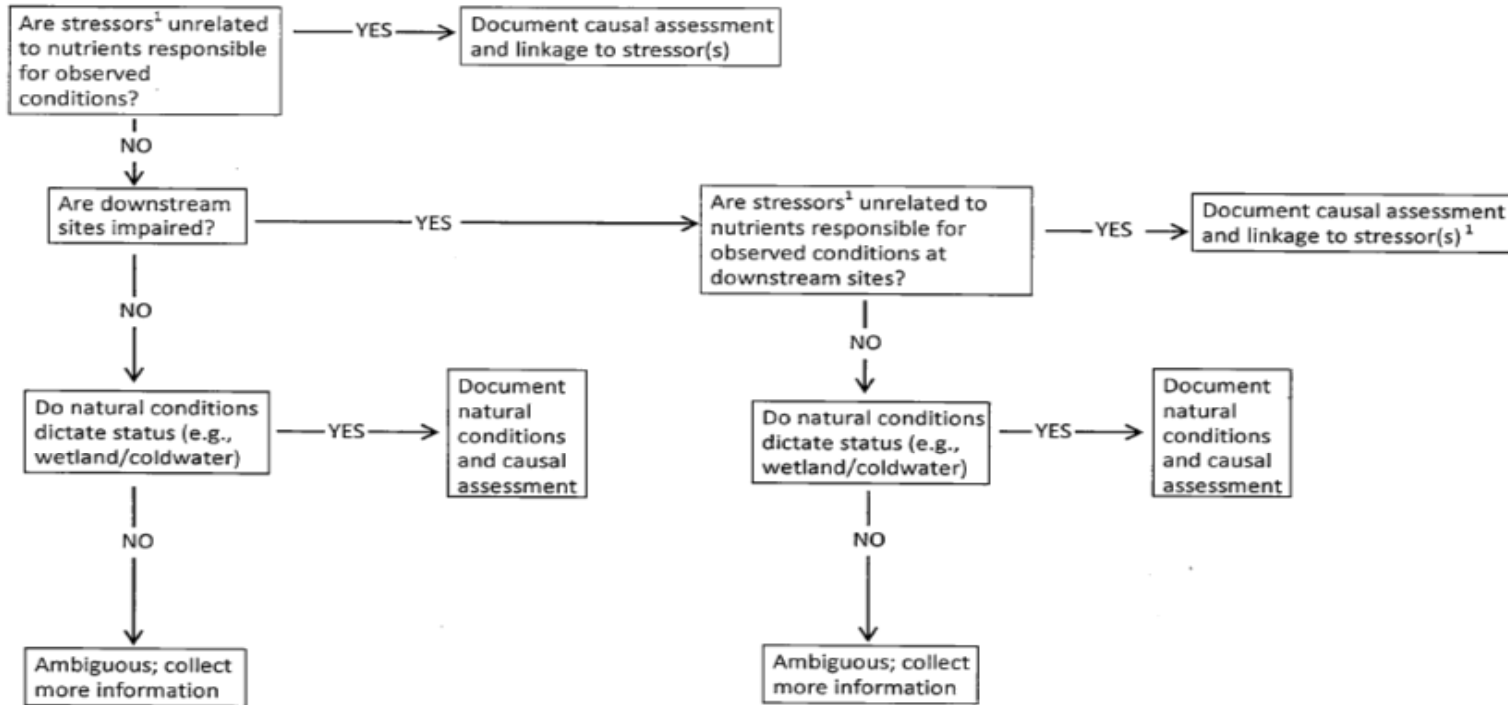 Are stressors¹ unrelated
to nutrients responsible
for observed
conditions?
YES
Document causal assessment
and linkage to stressor(s)
NO
Are downstream
sites impaired?
YES
Are stressors¹ unrelated to
nutrients responsible for
observed conditions at
downstream sites?
YES
Document causal assessment
and linkage to stressor(s)¹
NO
NO
Do natural conditions
dictate status (e.g.,
wetland/coldwater)
YES
Document
natural
conditions
and causal
assessment
Do natural conditions
dictate status (e.g.,
wetland/coldwater)
YES
Document
natural
conditions
and causal
assessment
NO
NO
Ambiguous; collect
more information
Ambiguous; collect
more information